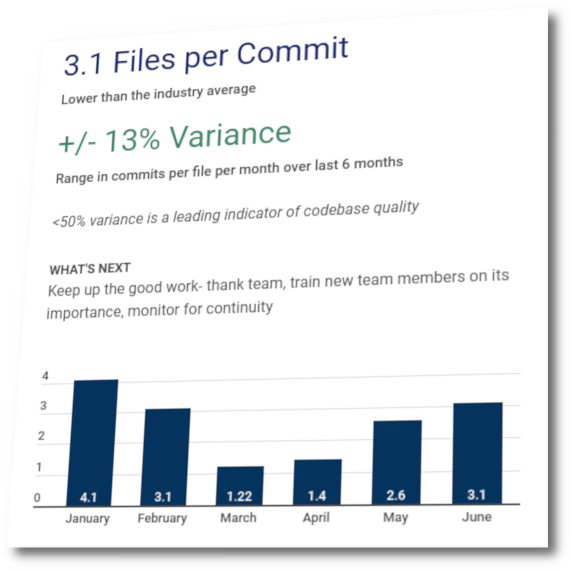 3.1 Files per Commit
Lower than the industry average
+/- 13% Variance
Range in commits per file per month over last 6 months
<50% variance is a leading indicator of codebase quality
WHAT'S NEXT
Keep up the good work- thank team, train new team members on its
importance, monitor for continuity
4
3
2
1
0
4.1
3.1
1.22
1.4
2.6
3.1
January
February
March
April
May
June